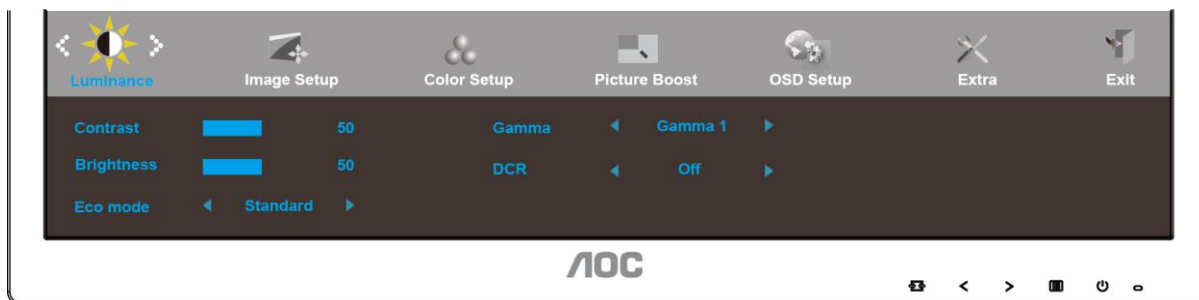 Luminance Image Setup Color Setup Picture Boost OSD Setup Extra Exit
Contrast 50 Gamma Gamma 1
Brightness 50 DCR Off
Eco mode Standard
AOC